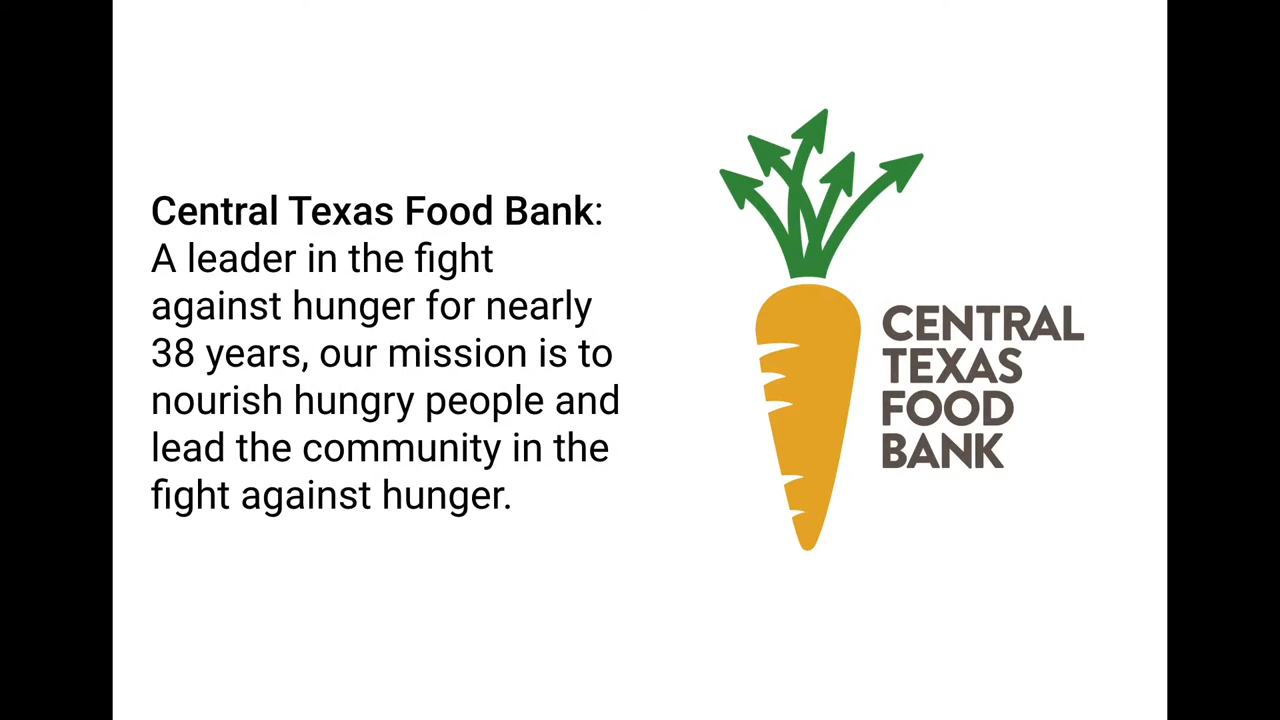 Central Texas Food Bank:
A leader in the fight
against hunger for nearly
38 years, our mission is to
nourish hungry people and
lead the community in the
fight against hunger.
CENTRAL
TEXAS
FOOD
BANK